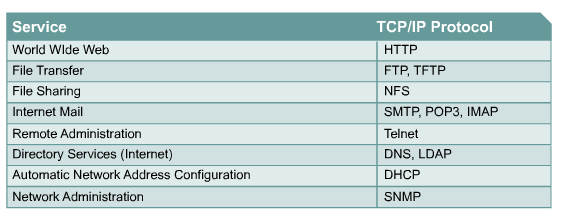 Service TCP/IP Protocol
World WIde Web HTTP
File Transfer FTP, TFTP
File Sharing NFS
Internet Mail SMTP, POP3, IMAP
Remote Administration Telnet
Directory Services (Internet) DNS, LDAP
Automatic Network Address Configuration DHCP
Network Administration SNMP